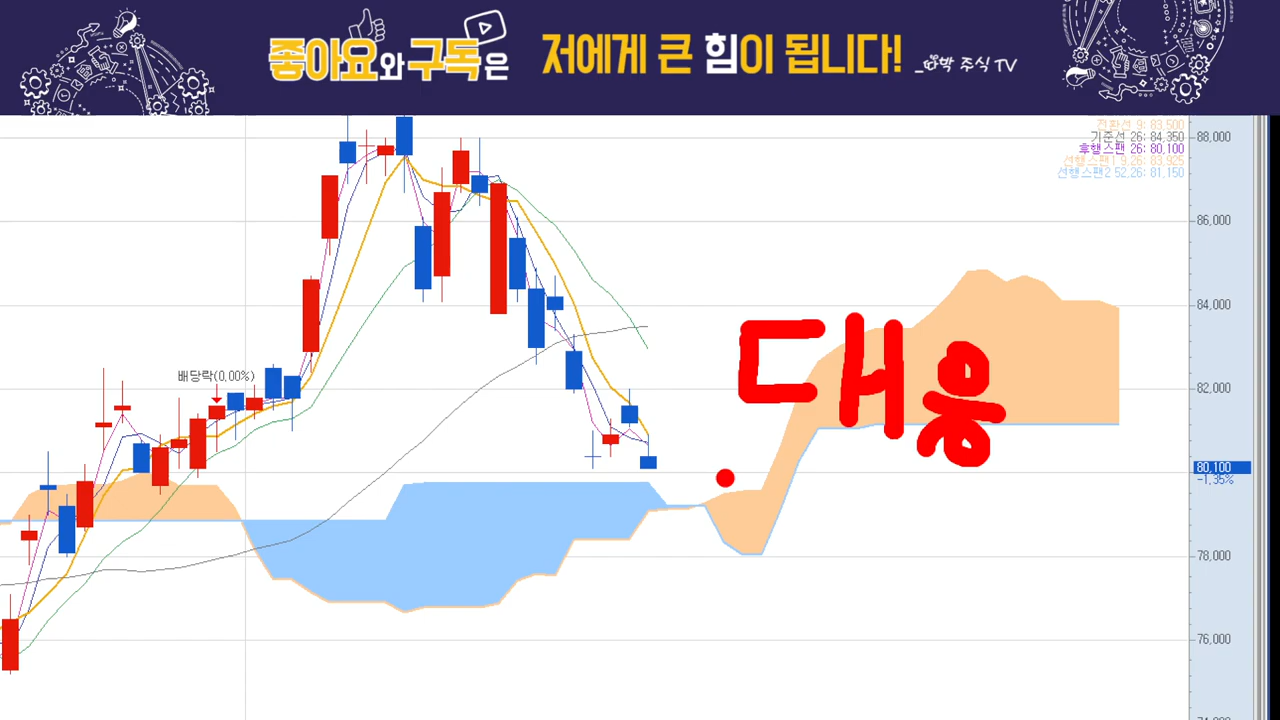 좋아요와 구독은 저에게 큰 힘이 됩니다!
주식 TV
전환선 9: 83,500
기준선 26: 84,350
후행스팬 26: 80,100
선행스팬1 9,26: 83,925
선행스팬2 52,26: 81,150
88,000
86,000
84,000
배당락(0,00%)
82,000
대응
80,100
-1,35%
78,000
76,000